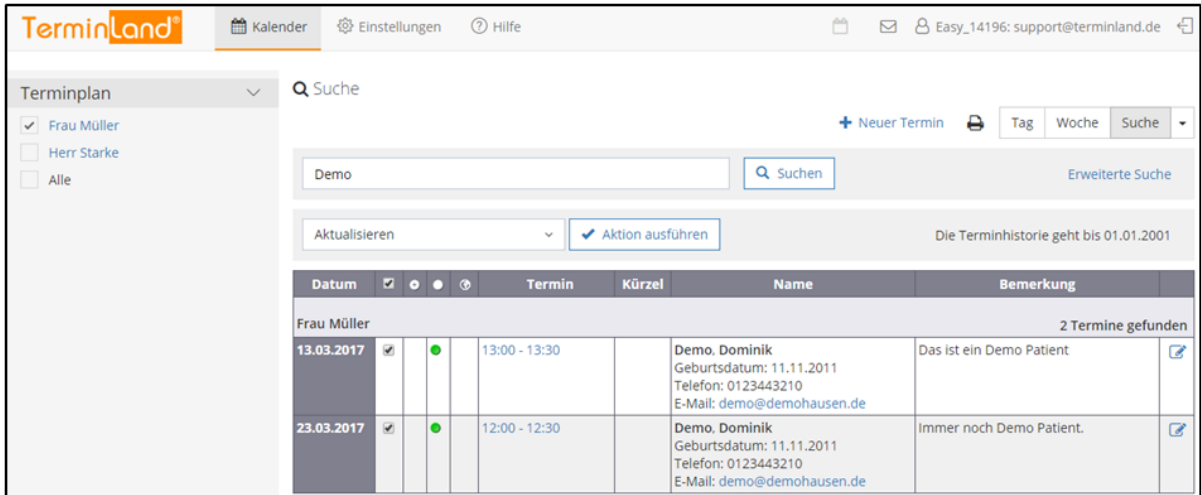 TerminLand®
Kalender
Einstellungen
Hilfe
Easy_14196: support@terminland.de
Terminplan
Frau Müller
Herr Starke
Alle
Suche
Neuer Termin
Tag
Woche
Suche
Demo
Suchen
Erweiterte Suche
Aktualisieren
Aktion ausführen
Die Terminhistorie geht bis 01.01.2001
Datum Termin Kürzel Name Bemerkung
Frau Müller 2 Termine gefunden
13.03.2017 13:00 - 13:30 Demo, Dominik Das ist ein Demo Patient
Geburtsdatum: 11.11.2011
Telefon: 0123443210
E-Mail: demo@demohausen.de
23.03.2017 12:00 - 12:30 Demo, Dominik Immer noch Demo Patient.
Geburtsdatum: 11.11.2011
Telefon: 0123443210
E-Mail: demo@demohausen.de